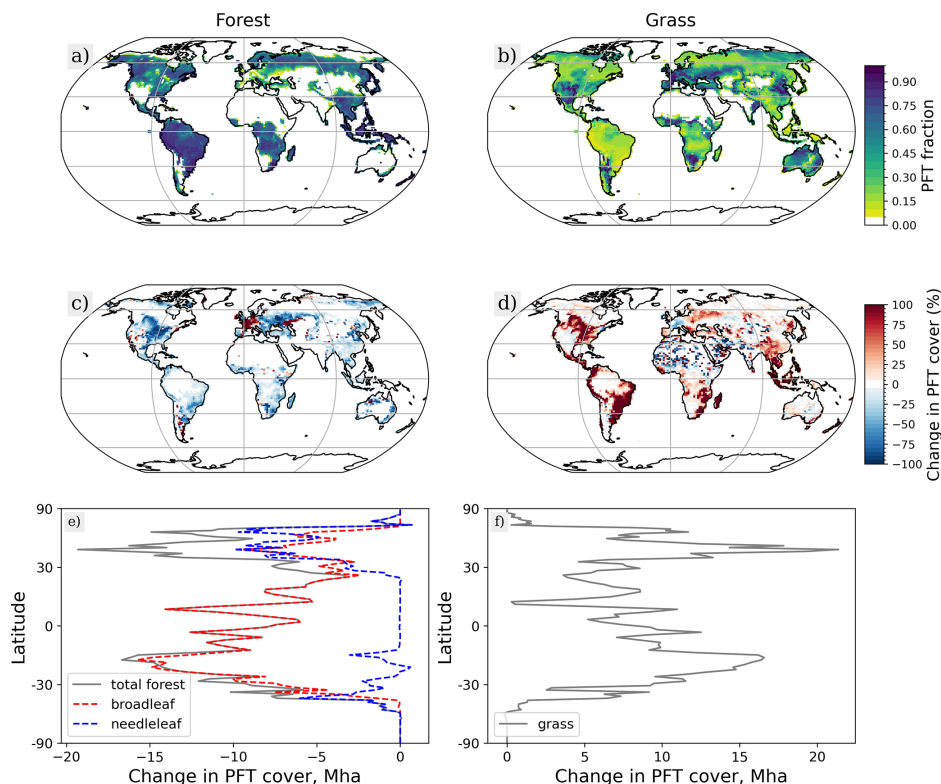 Forest
Grass
a)
b)
0.90
0.75
0.60
0.45
0.30
0.15
0.00
PFT fraction
c)
d)
100
75
50
25
0
−25
−50
−75
−100
Change in PFT cover (%)
e)
90
30
0
-30
-90
Latitude
total forest
broadleaf
needleleaf
−20
−15
−10
−5
0
Change in PFT cover, Mha
f)
90
30
0
-30
-90
Latitude
grass
0
5
10
15
20
Change in PFT cover, Mha